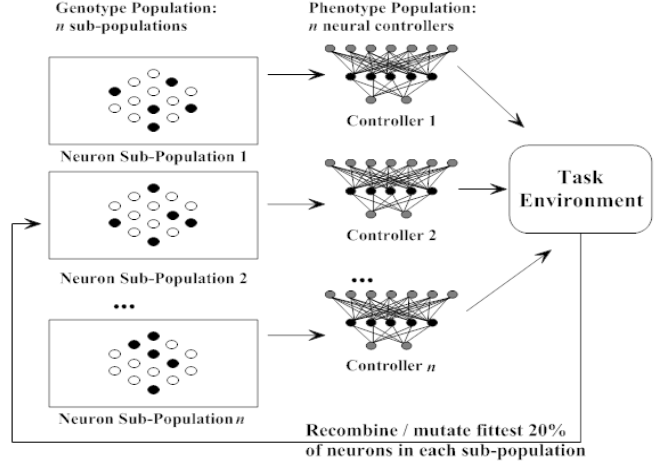 Genotype Population:
n sub-populations
Phenotype Population:
n neural controllers
Controller 1
Neuron Sub-Population 1
Task
Environment
Controller 2
Neuron Sub-Population 2
...
...
Controller n
Neuron Sub-Population n
Recombine / mutate fittest 20%
of neurons in each sub-population